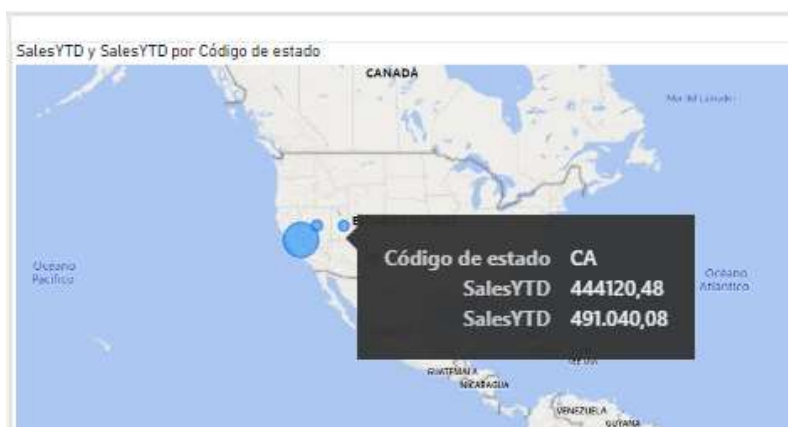 SalesYTD y SalesYTD por Código de estado
CANADÁ
Océano
Pacífico
Código de estado CA
SalesYTD 444120,48
SalesYTD 491.040,08
Océano
Atlántico
GUATEMALA
NICARAGUA
VENEZUELA
GUYANA